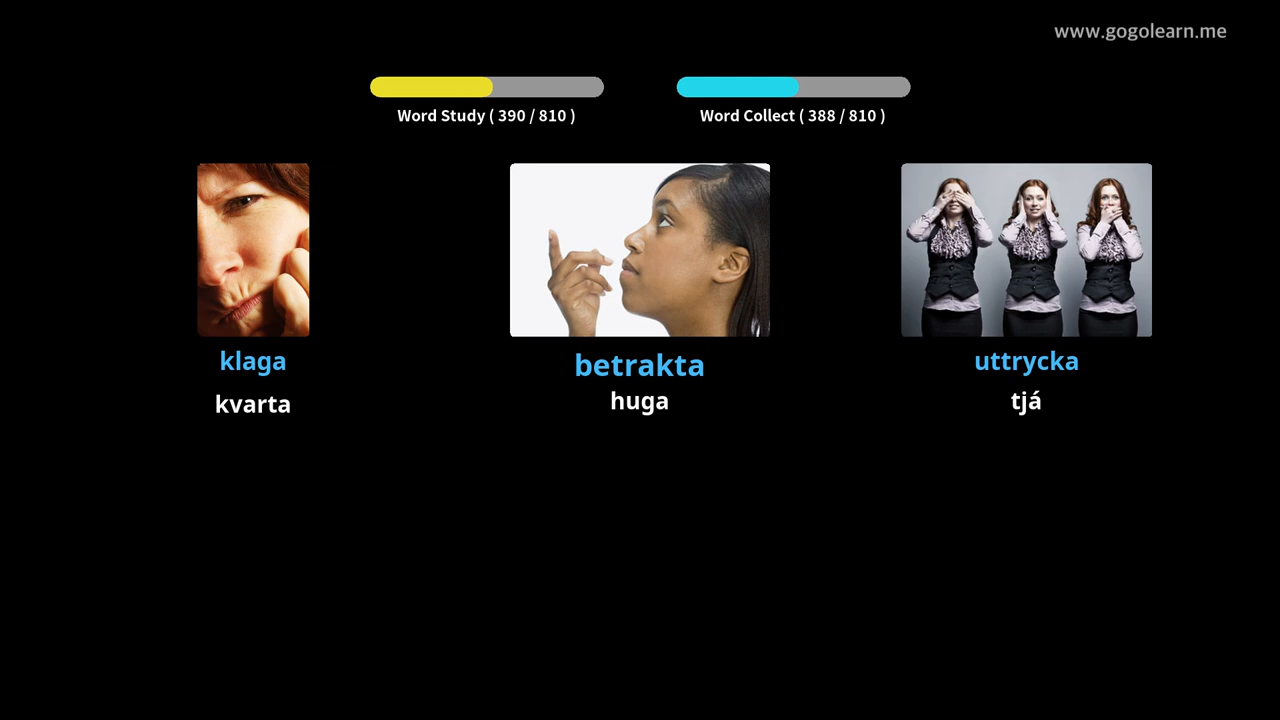 www.gogolearn.me
Word Study ( 390 / 810 )
Word Collect ( 388 / 810 )
klaga
betrakta
uttrycka
kvarta
huga
tjá